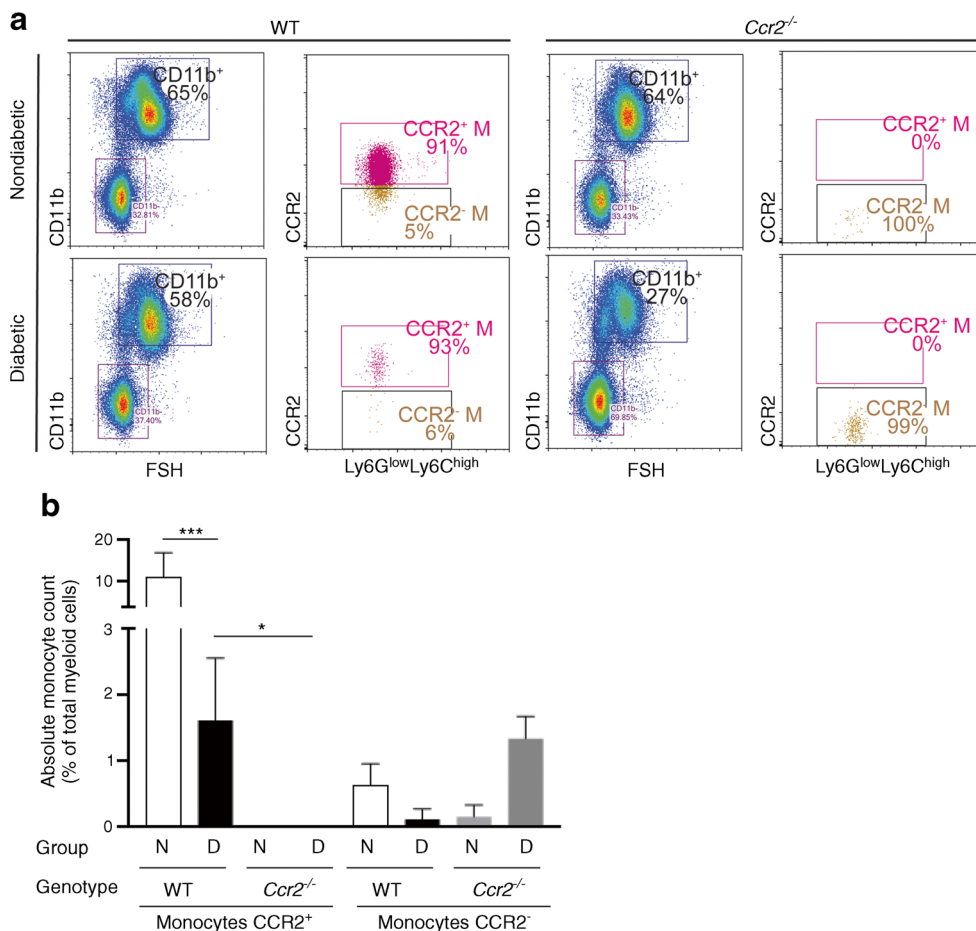 a
WT
Ccr2-/-
Nondiabetic
CD11b
CD11b+
65%
CD11b-
32.81%
CCR2
CCR2+ M
91%
CCR2- M
5%
CD11b
CD11b+
64%
CD11b-
33.43%
CCR2
CCR2+ M
0%
CCR2- M
100%
Diabetic
CD11b
CD11b+
58%
CD11b-
37.40%
FSH
CCR2
CCR2+ M
93%
CCR2- M
6%
Ly6GlowLy6Chigh
CD11b
CD11b+
27%
CD11b-
69.85%
FSH
CCR2
CCR2+ M
0%
CCR2- M
99%
Ly6GlowLy6Chigh
b
Absolute monocyte count
(% of total myeloid cells)
20
10
3
2
1
0
***
*
Group N D N D N D N D
Genotype WT Ccr2-/- WT Ccr2-/-
Monocytes CCR2+ Monocytes CCR2-